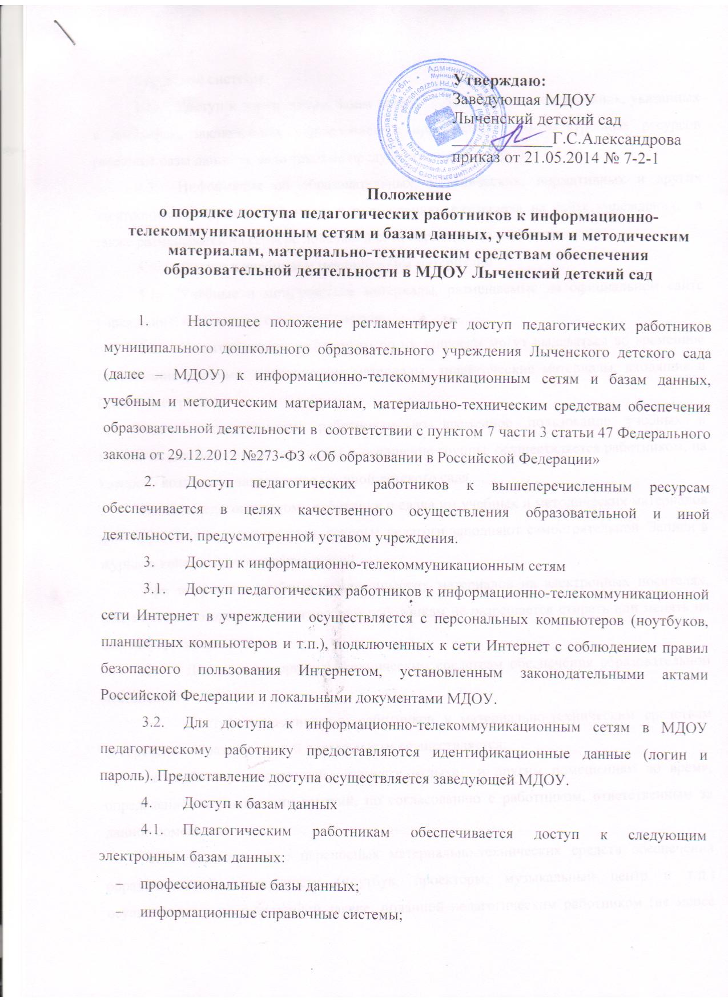 Утверждаю:
Заведующая МДОУ
Лыченский детский сад
____________Г.С.Александрова
приказ от 21.05.2014 № 7-2-1
Положение
о порядке доступа педагогических работников к информационно-
телекоммуникационным сетям и базам данных, учебным и методическим
материалам, материально-техническим средствам обеспечения
образовательной деятельности в МДОУ Лыченский детский сад
1. Настоящее положение регламентирует доступ педагогических работников
муниципального дошкольного образовательного учреждения Лыченского детского сада
(далее – МДОУ) к информационно-телекоммуникационным сетям и базам данных,
учебным и методическим материалам, материально-техническим средствам обеспечения
образовательной деятельности в соответствии с пунктом 7 части 3 статьи 47 Федерального
закона от 29.12.2012 №273-ФЗ «Об образовании в Российской Федерации»
2. Доступ педагогических работников к вышеперечисленным ресурсам
обеспечивается в целях качественного осуществления образовательной и иной
деятельности, предусмотренной уставом учреждения.
3. Доступ к информационно-телекоммуникационным сетям
3.1. Доступ педагогических работников к информационно-телекоммуникационной
сети Интернет в учреждении осуществляется с персональных компьютеров (ноутбуков,
планшетных компьютеров и т.п.), подключенных к сети Интернет с соблюдением правил
безопасного пользования Интернетом, установленным законодательными актами
Российской Федерации и локальными документами МДОУ.
3.2. Для доступа к информационно-телекоммуникационным сетям в МДОУ
педагогическому работнику предоставляются идентификационные данные (логин и
пароль). Предоставление доступа осуществляется заведующей МДОУ.
4. Доступ к базам данных
4.1. Педагогическим работникам обеспечивается доступ к следующим
электронным базам данных:
– профессиональные базы данных;
– информационные справочные системы;